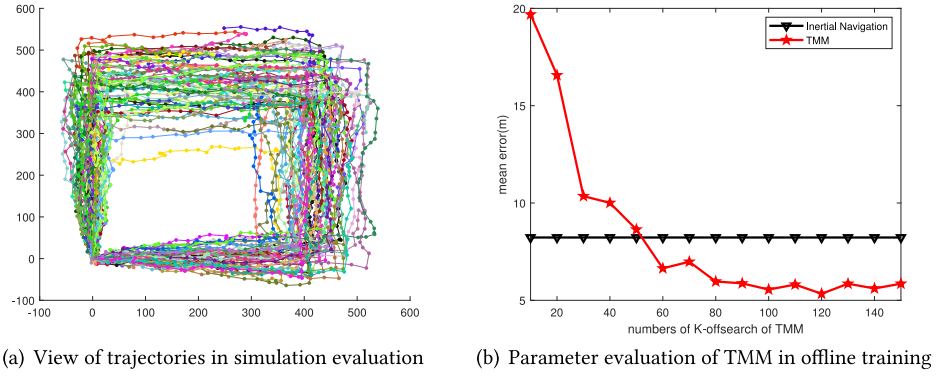 600
500
400
300
200
100
0
-100
-100 0 100 200 300 400 500 600
(a) View of trajectories in simulation evaluation
20
15
10
5
mean error(m)
Inertial Navigation
TMM
20 40 60 80 100 120 140
numbers of K-offsearch of TMM
(b) Parameter evaluation of TMM in offline training